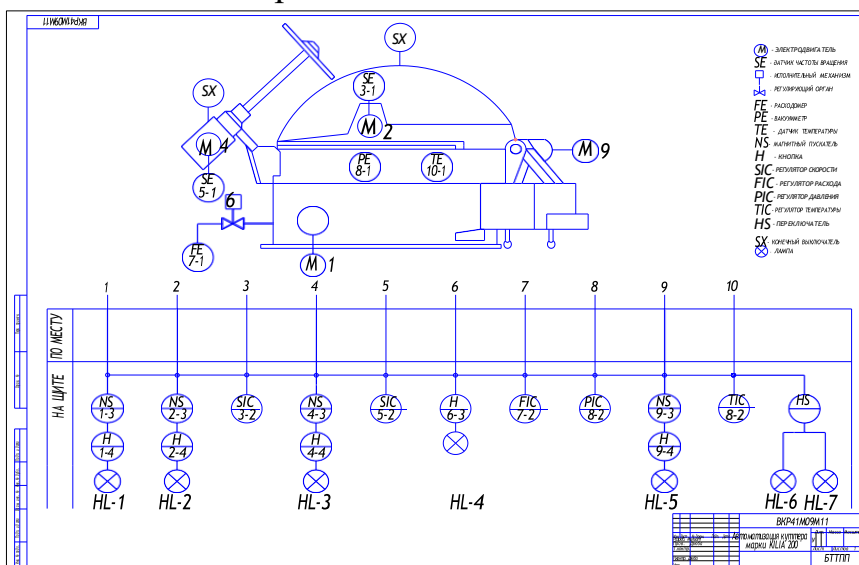 ВКР41М09М11
SX
SX
SE
3-1
M 2
M 4
SE
5-1
6
FE
7-1
PE
8-1
TE
10-1
M 9
M 1
M - ЭЛЕКТРОДВИГАТЕЛЬ
SE - ДАТЧИК ЧАСТОТЫ ВРАЩЕНИЯ
- ИСПОЛНИТЕЛЬНЫЙ МЕХАНИЗМ
- РЕГУЛИРУЮЩИЙ ОРГАН
FE - РАСХОДОМЕР
PE - ВАКУУММЕТР
TE - ДАТЧИК ТЕМПЕРАТУРЫ
NS - МАГНИТНЫЙ ПУСКАТЕЛЬ
H - КНОПКА
SIC - РЕГУЛЯТОР СКОРОСТИ
FIC - РЕГУЛЯТОР РАСХОДА
PIC - РЕГУЛЯТОР ДАВЛЕНИЯ
TIC - РЕГУЛЯТОР ТЕМПЕРАТУРЫ
HS - ПЕРЕКЛЮЧАТЕЛЬ
SX - КОНЕЧНЫЙ ВЫКЛЮЧАТЕЛЬ
- ЛАМПА
1 2 3 4 5 6 7 8 9 10
ПО МЕСТУ
НА ЩИТЕ
NS NS SIC NS SIC H FIC PIC NS TIC HS
1-3 2-3 3-2 4-3 5-2 6-3 7-2 8-2 9-3 8-2
H H H H
1-4 2-4 4-4 9-4
HL-1 HL-2 HL-3 HL-4 HL-5 HL-6 HL-7
ВКР41М09М11
Автоматизация куттера
марки KILIA 200
БТПП